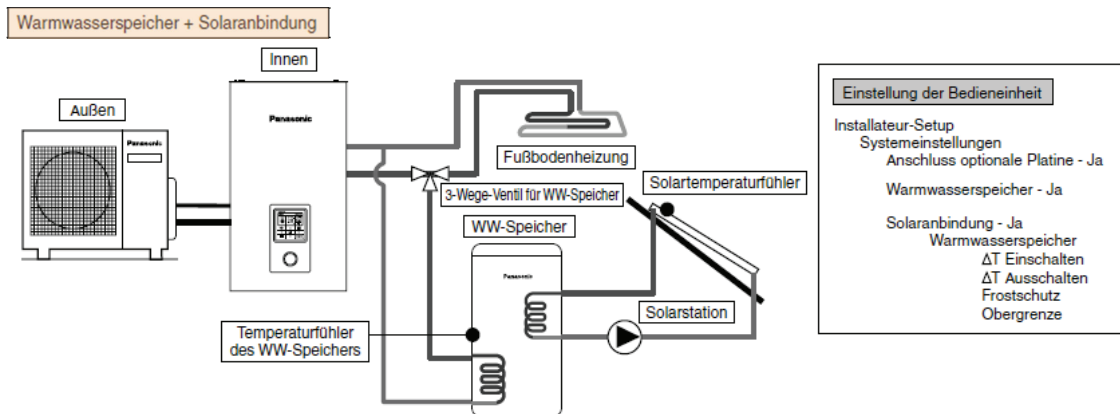 Warmwasserspeicher + Solaranbindung
Innen
Außen
Panasonic
Panasonic
Fußbodenheizung
3-Wege-Ventil für WW-Speicher
Solartemperaturfühler
WW-Speicher
Panasonic
Solarstation
Temperaturfühler
des WW-Speichers
Einstellung der Bedieneinheit
Installateur-Setup
Systemeinstellungen
Anschluss optionale Platine - Ja
Warmwasserspeicher - Ja
Solaranbindung - Ja
Warmwasserspeicher
ΔT Einschalten
ΔT Ausschalten
Frostschutz
Obergrenze